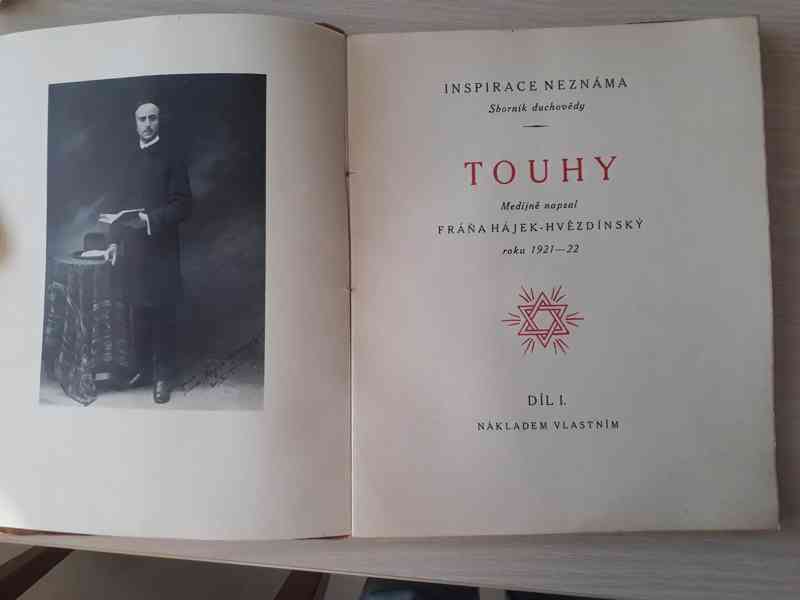 INSPIRACE NEZNÁMA
Sborník duchovědy
TOUHY
Medijně napsal
FRÁŇA HÁJEK-HVĚZDÍNSKÝ
roku 1921—22
DÍL I.
NÁKLADEM VLASTNÍM